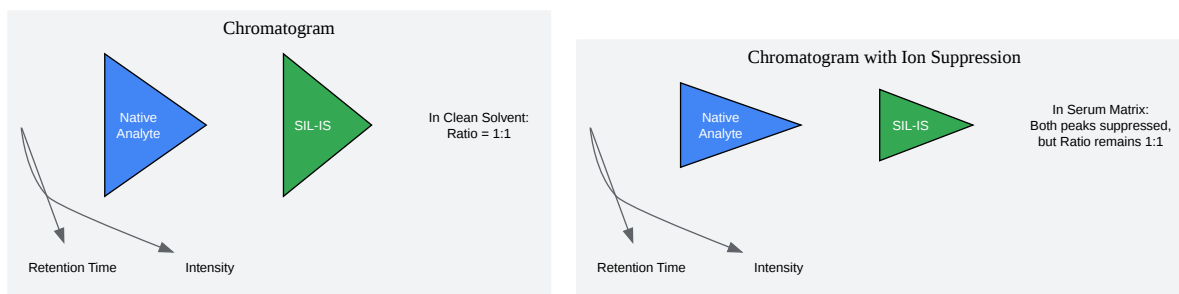 Chromatogram
Native
Analyte
SIL-IS
In Clean Solvent:
Ratio = 1:1
Retention Time
Intensity
Chromatogram with Ion Suppression
Native
Analyte
SIL-IS
In Serum Matrix:
Both peaks suppressed,
but Ratio remains 1:1
Retention Time
Intensity